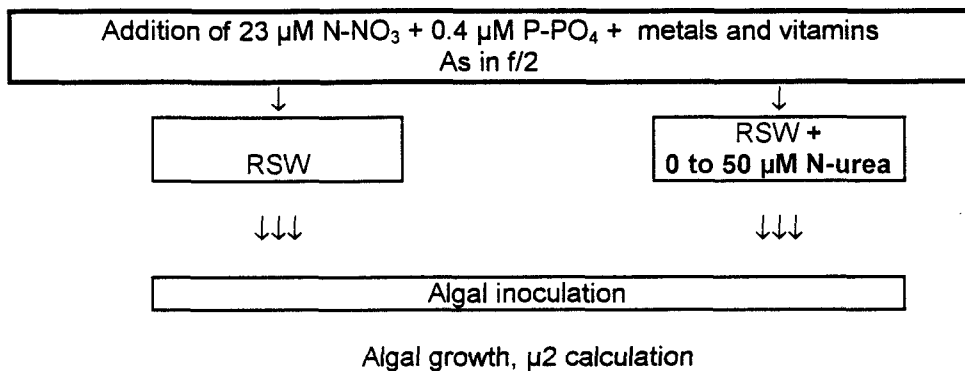 Addition of 23 µM N-NO₃ + 0.4 µM P-PO₄ + metals and vitamins
As in f/2
↓ ↓
RSW +
RSW 0 to 50 µM N-urea
↓↓↓ ↓↓↓
Algal inoculation
Algal growth, µ2 calculation